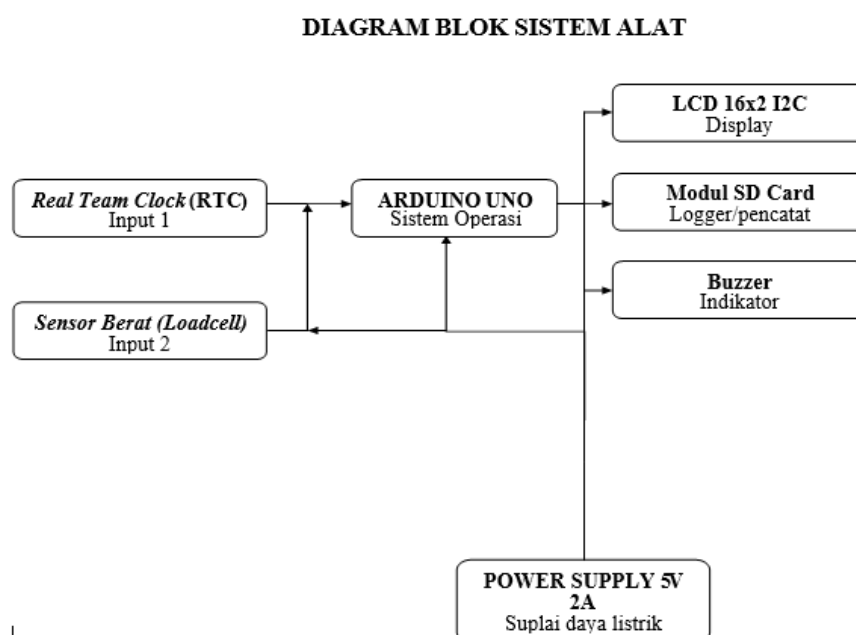 DIAGRAM BLOK SISTEM ALAT
LCD 16x2 I2C
Display
Real Team Clock (RTC)
Input 1
ARDUINO UNO
Sistem Operasi
Modul SD Card
Logger/pencatat
Buzzer
Indikator
Sensor Berat (Loadcell)
Input 2
POWER SUPPLY 5V
2A
Suplai daya listrik